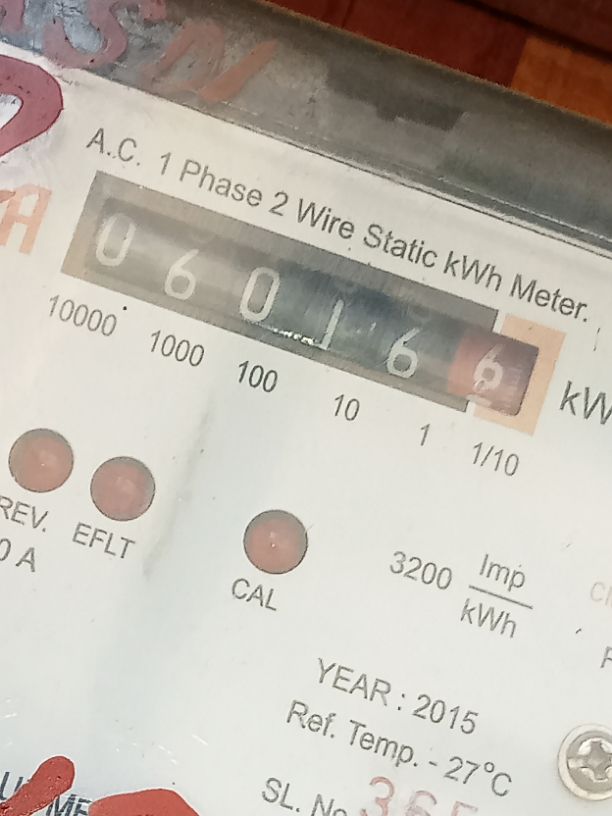 A.C. 1 Phase 2 Wire Static kWh Meter.
0 6 0 1 6 6
10000 1000 100 10 1 1/10
REV. EFLT
CAL
3200 Imp
kWh
YEAR : 2015
Ref. Temp. - 27°C
SL. No